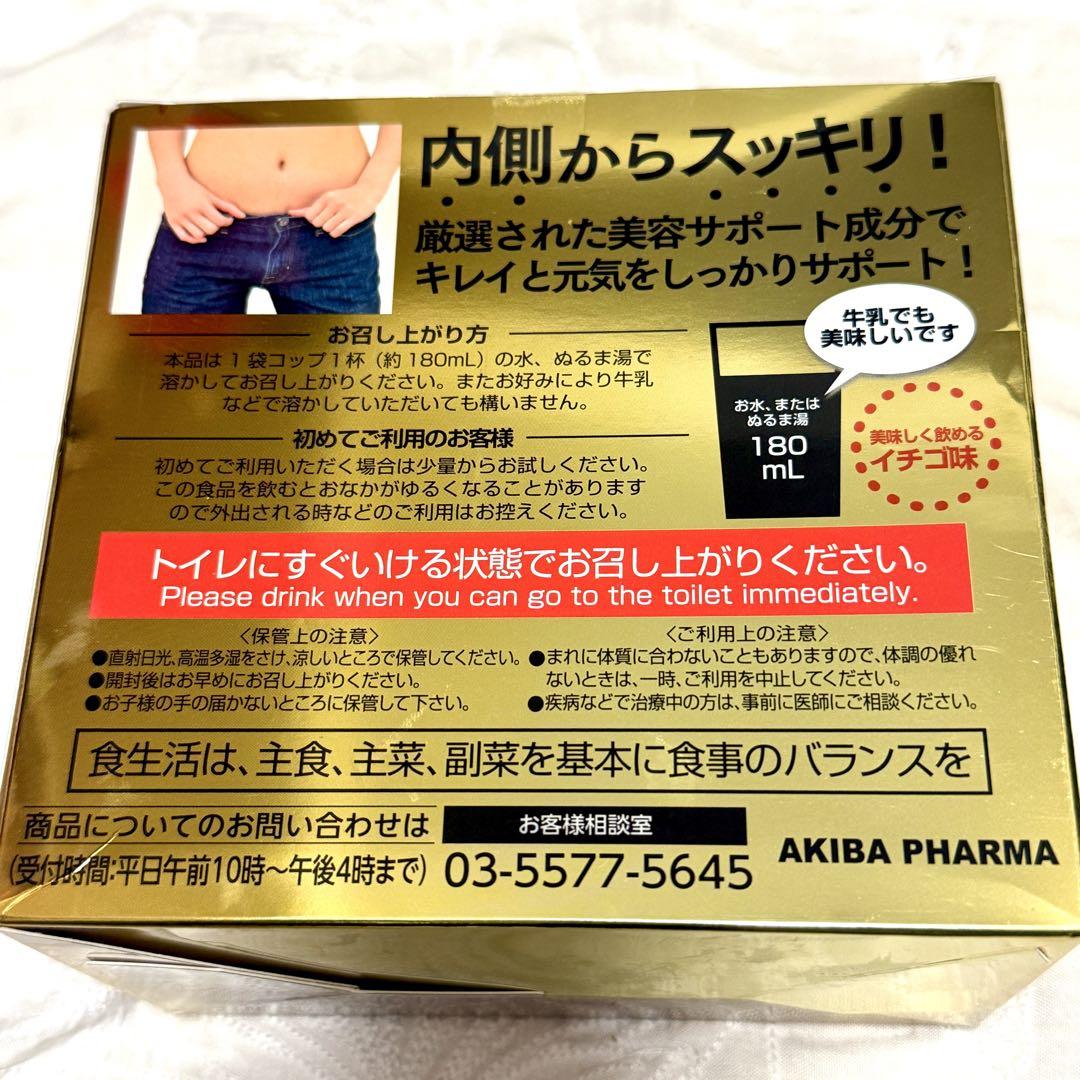 内側からスッキリ！
厳選された美容サポート成分で
キレイと元気をしっかりサポート！
お召し上がり方
本品は1袋コップ1杯（約180mL）の水、ぬるま湯で
溶かしてお召し上がりください。またお好みにより牛乳
などで溶かしていただいても構いません。
初めてご利用のお客様
初めてご利用いただく場合は少量からお試しください。
この食品を飲むとおなかがゆるくなることがあります
ので外出される時などのご利用はお控えください。
牛乳でも
美味しいです
お水、または
ぬるま湯
180
mL
美味しく飲める
イチゴ味
トイレにすぐいける状態でお召し上がりください。
Please drink when you can go to the toilet immediately.
〈保管上の注意〉
●直射日光、高温多湿をさけ、涼しいところで保管してください。
●開封後はお早めにお召し上がりください。
●お子様の手の届かないところに保管して下さい。
〈ご利用上の注意〉
●まれに体質に合わないこともありますので、体調の優れ
ないときは、一時、ご利用を中止してください。
●疾病などで治療中の方は、事前に医師にご相談ください。
食生活は、主食、主菜、副菜を基本に食事のバランスを
商品についてのお問い合わせは
(受付時間:平日午前10時〜午後4時まで)
お客様相談室
03-5577-5645
AKIBA PHARMA